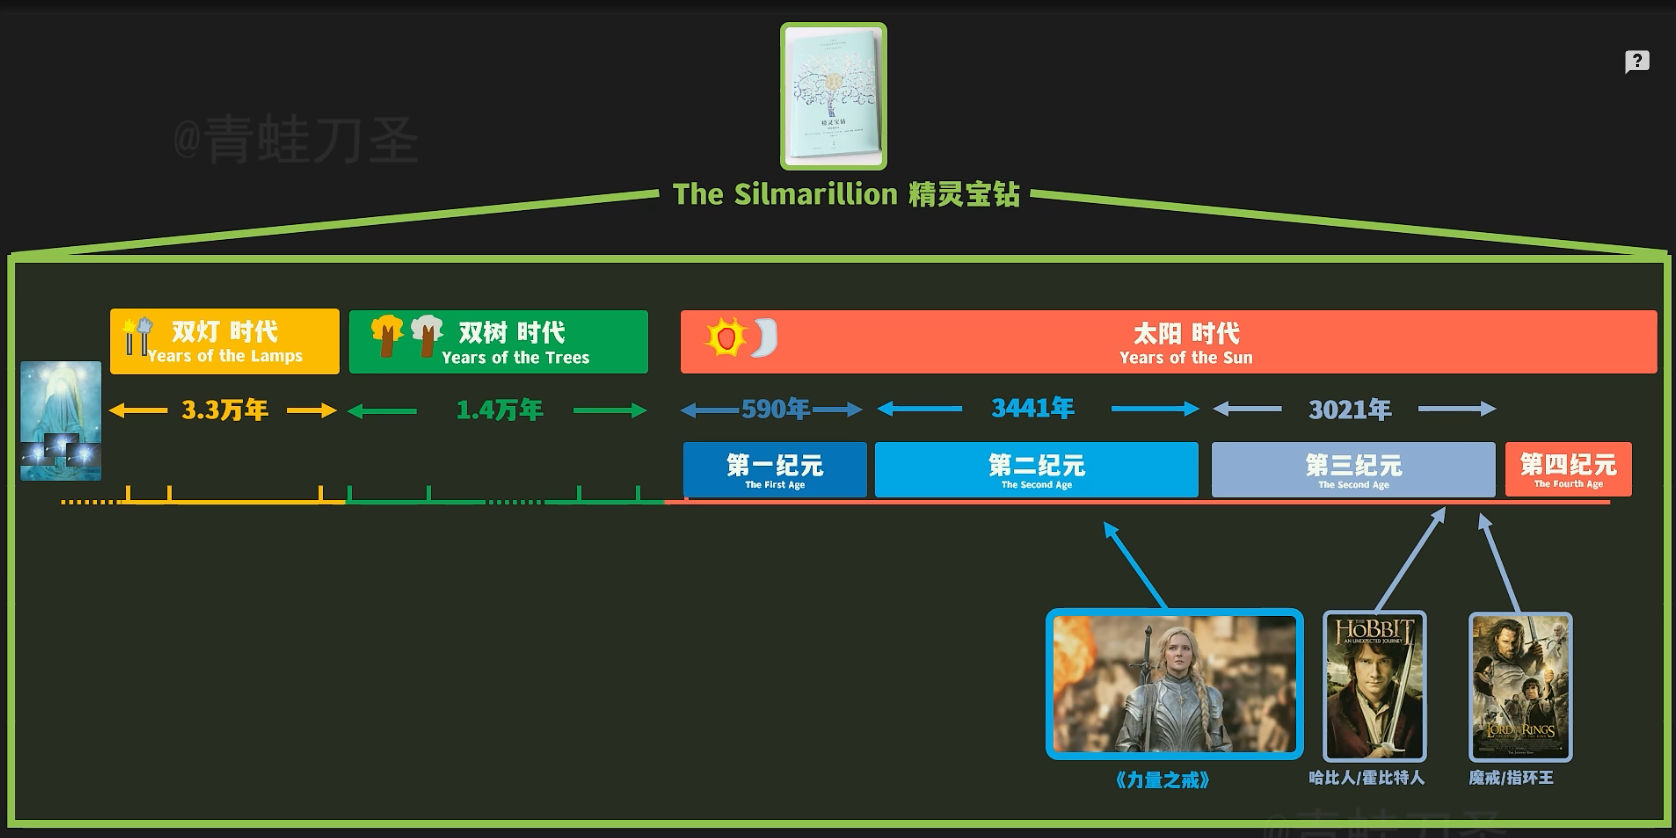 精灵宝钻
@青蛙刀圣
The Silmarillion 精灵宝钻
双灯 时代
Years of the Lamps
双树 时代
Years of the Trees
太阳 时代
Years of the Sun
3.3万年
1.4万年
590年
3441年
3021年
第一纪元
The First Age
第二纪元
The Second Age
第三纪元
The Second Age
第四纪元
The Fourth Age
THE HOBBIT
AN UNEXPECTED JOURNEY
THE LORD OF THE RINGS
《力量之戒》
哈比人/霍比特人
魔戒/指环王
@青蛙刀圣